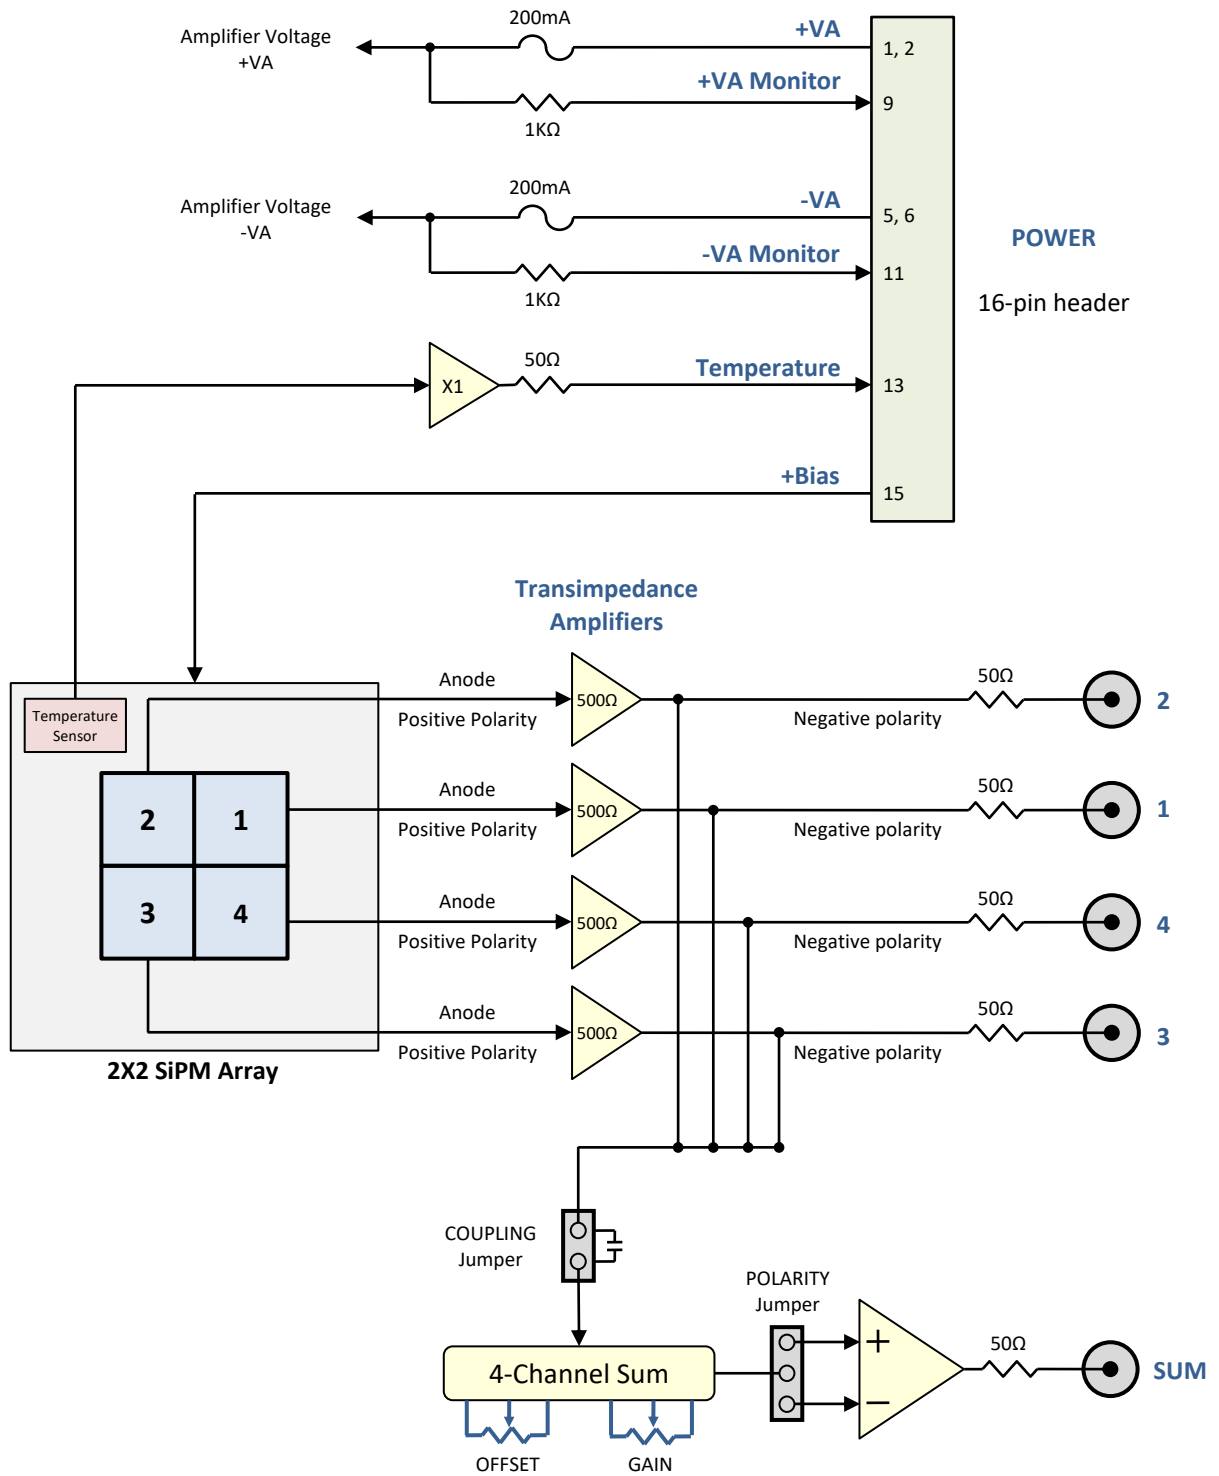 200mA
Amplifier Voltage
+VA
+VA
1, 2
+VA Monitor
9
1KΩ
200mA
Amplifier Voltage
-VA
-VA
5, 6
POWER
-VA Monitor
11
1KΩ
16-pin header
50Ω
X1
Temperature
13
+Bias
15
Transimpedance
Amplifiers
Temperature
Sensor
Anode
Positive Polarity
500Ω
Negative polarity
50Ω
2
2
1
Anode
Positive Polarity
500Ω
Negative polarity
50Ω
1
3
4
Anode
Positive Polarity
500Ω
Negative polarity
50Ω
4
Anode
Positive Polarity
500Ω
Negative polarity
50Ω
3
2X2 SiPM Array
COUPLING
Jumper
POLARITY
Jumper
4-Channel Sum
+
−
50Ω
SUM
OFFSET
GAIN